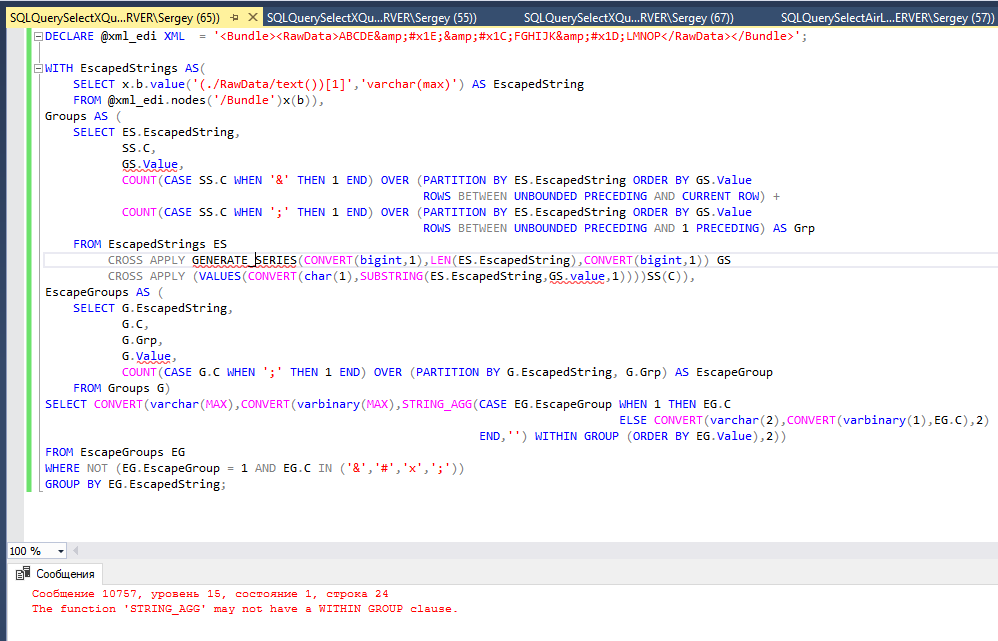 SQLQuerySelectXQu...RVER\Sergey (65)) SQLQuerySelectXQu...RVER\Sergey (55)) SQLQuerySelectXQu...RVER\Sergey (67)) SQLQuerySelectAirL...ERVER\Sergey (57))
DECLARE @xml_edi XML  = '<Bundle><RawData>ABCDE&amp;#x1E;&amp;#x1C;FGHIJK&amp;#x1D;LMNOP</RawData></Bundle>';
WITH EscapedStrings AS(
SELECT x.b.value('(./RawData/text())[1]','varchar(max)') AS EscapedString
FROM @xml_edi.nodes('/Bundle')x(b)),
Groups AS (
SELECT ES.EscapedString,
SS.C,
GS.Value,
COUNT(CASE SS.C WHEN '&' THEN 1 END) OVER (PARTITION BY ES.EscapedString ORDER BY GS.Value
ROWS BETWEEN UNBOUNDED PRECEDING AND CURRENT ROW) +
COUNT(CASE SS.C WHEN ';' THEN 1 END) OVER (PARTITION BY ES.EscapedString ORDER BY GS.Value
ROWS BETWEEN UNBOUNDED PRECEDING AND 1 PRECEDING) AS Grp
FROM EscapedStrings ES
CROSS APPLY GENERATE_SERIES(CONVERT(bigint,1),LEN(ES.EscapedString),CONVERT(bigint,1)) GS
CROSS APPLY (VALUES(CONVERT(char(1),SUBSTRING(ES.EscapedString,GS.value,1))))SS(C)),
EscapeGroups AS (
SELECT G.EscapedString,
G.C,
G.Grp,
G.Value,
COUNT(CASE G.C WHEN ';' THEN 1 END) OVER (PARTITION BY G.EscapedString, G.Grp) AS EscapeGroup
FROM Groups G)
SELECT CONVERT(varchar(MAX),CONVERT(varbinary(MAX),STRING_AGG(CASE EG.EscapeGroup WHEN 1 THEN EG.C
ELSE CONVERT(varchar(2),CONVERT(varbinary(1),EG.C),2)
END,'') WITHIN GROUP (ORDER BY EG.Value),2))
FROM EscapeGroups EG
WHERE NOT (EG.EscapeGroup = 1 AND EG.C IN ('&','#','x',';'))
GROUP BY EG.EscapedString;
100 %
Сообщения
Сообщение 10757, уровень 15, состояние 1, строка 24
The function 'STRING_AGG' may not have a WITHIN GROUP clause.